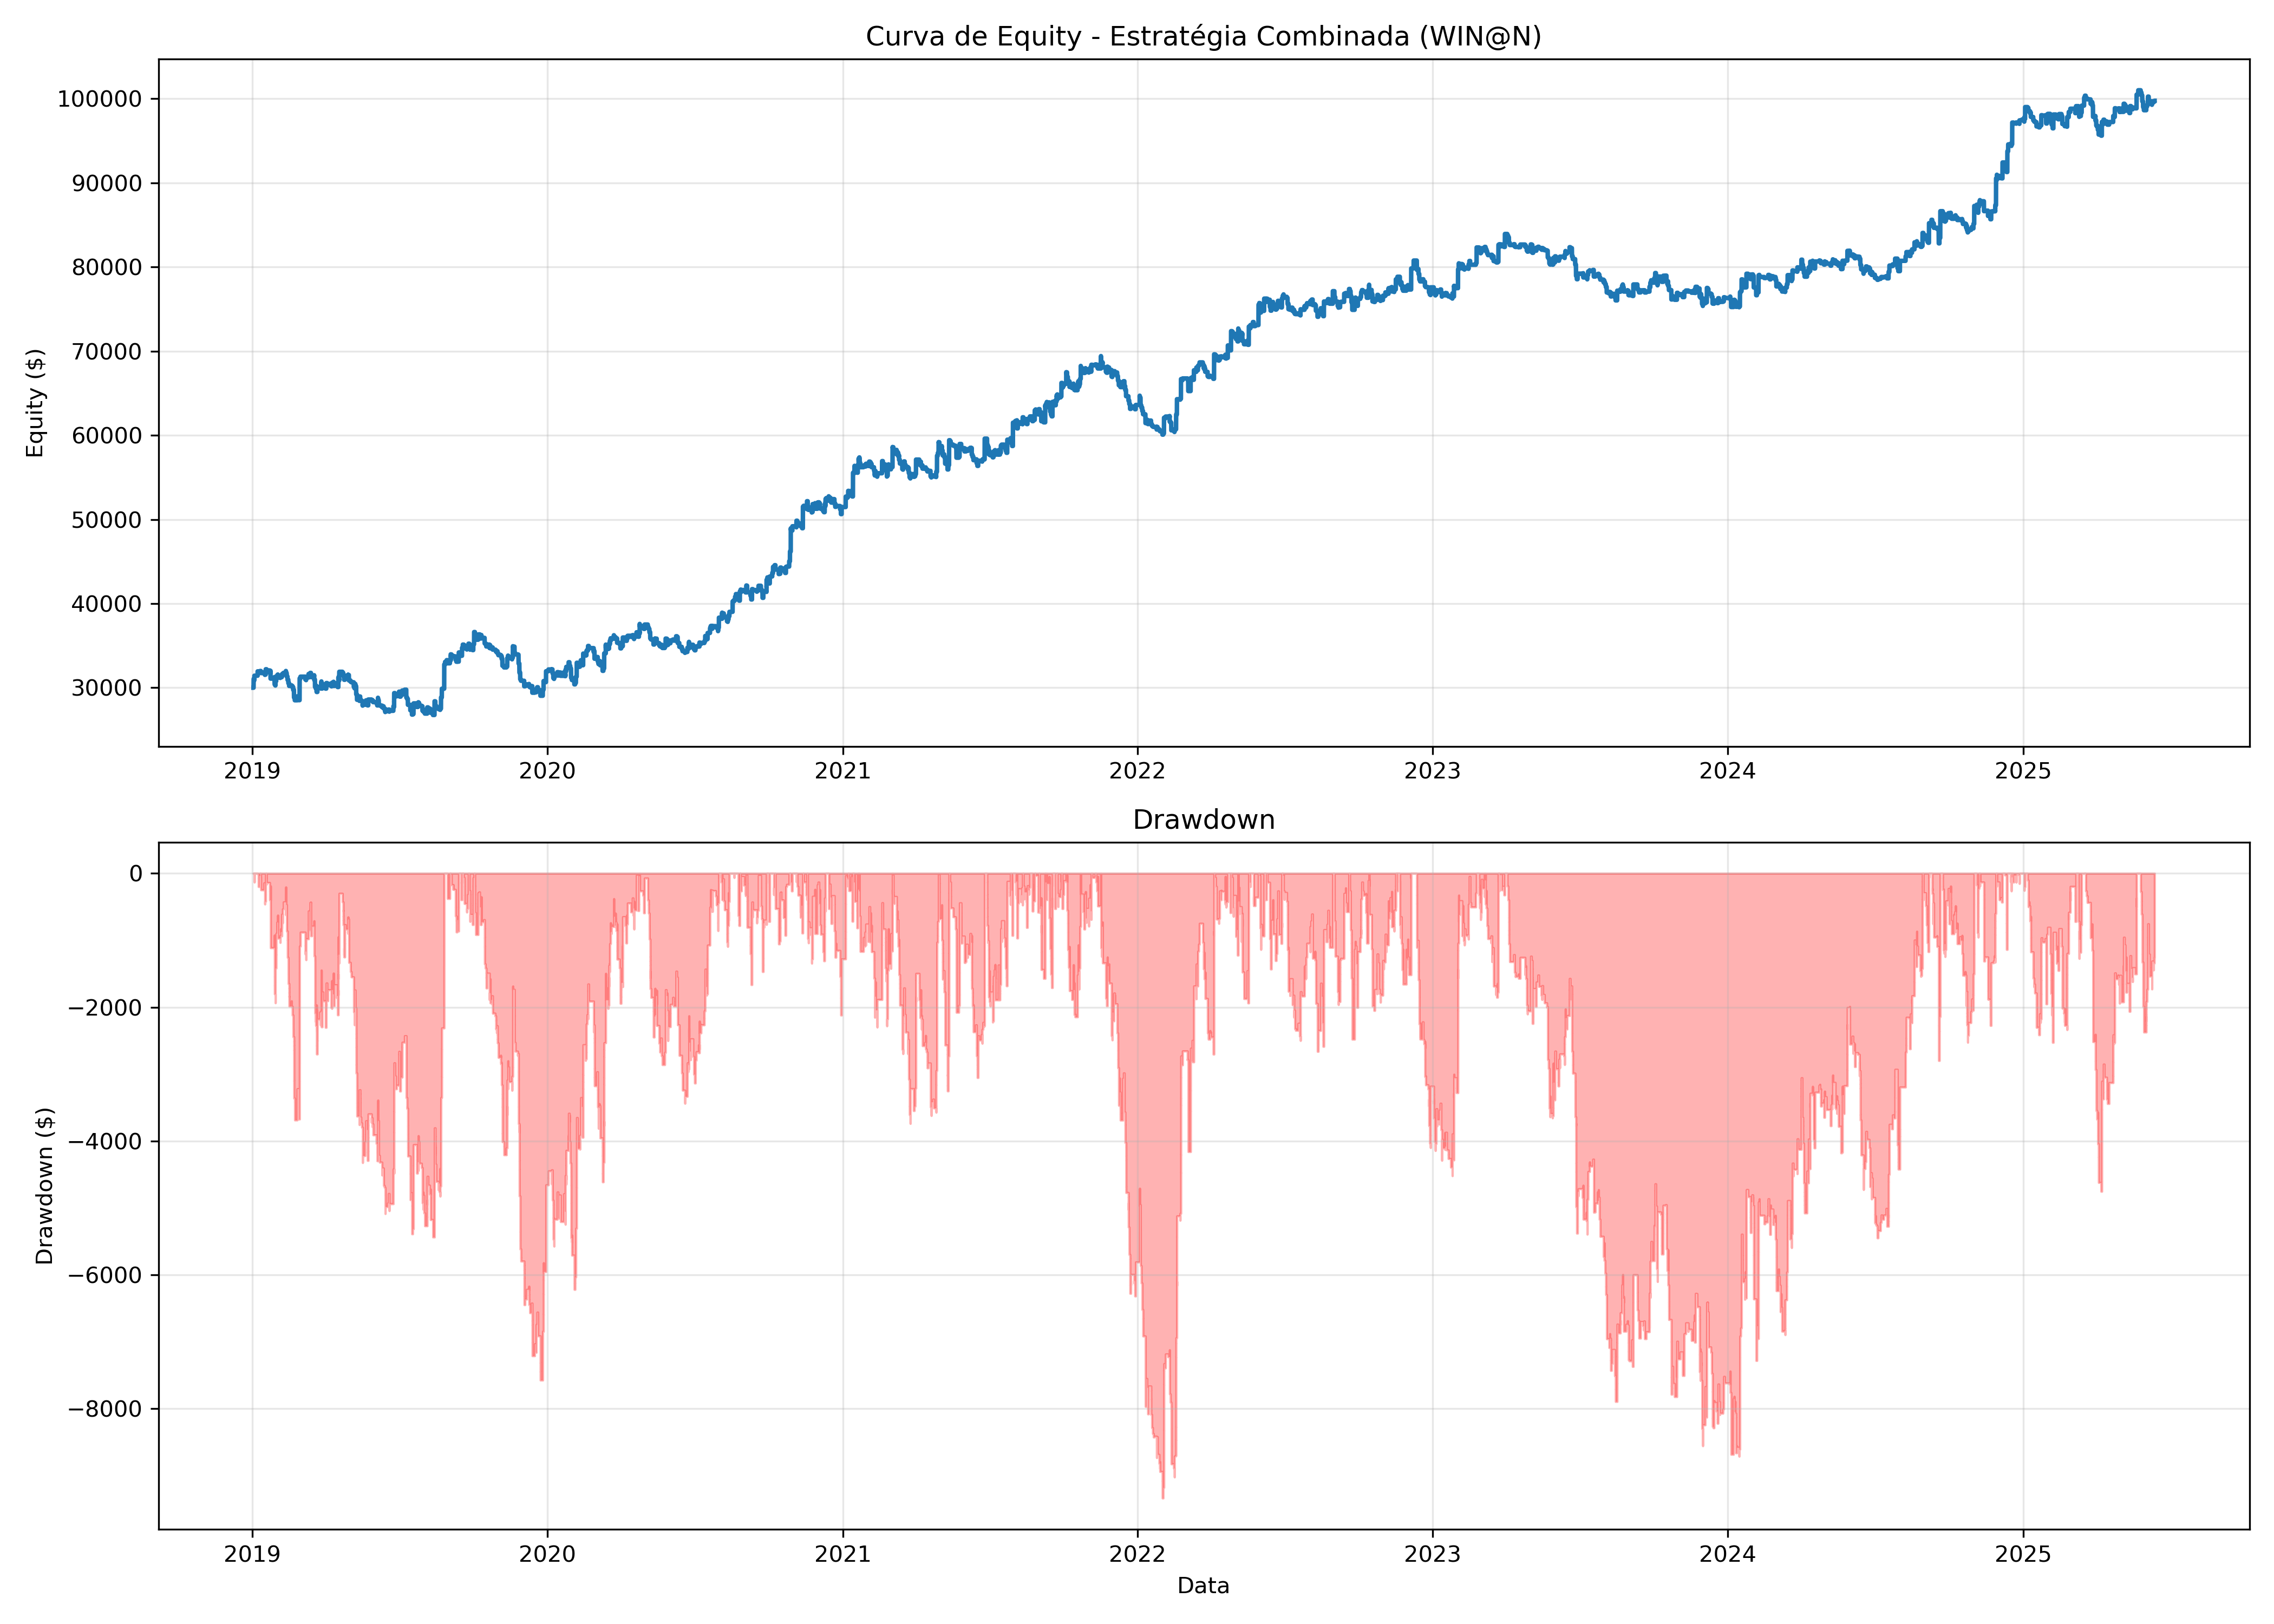 Curva de Equity - Estratégia Combinada (WIN@N)
100000
90000
80000
70000
60000
50000
40000
30000
Equity ($)
2019 2020 2021 2022 2023 2024 2025
Drawdown
0
−2000
−4000
−6000
−8000
Drawdown ($)
2019 2020 2021 2022 2023 2024 2025
Data